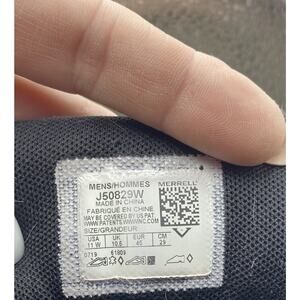 MENS/HOMMES MERRELL
J50829W
MADE IN CHINA
FABRIQUE EN CHINE
MAY BE COVERED BY US PAT
WWW.PATENTS.WWWINC.COM
SIZE/GRANDEUR
USA UK EUR CM
11 W 10.5 45 29
0719 61809